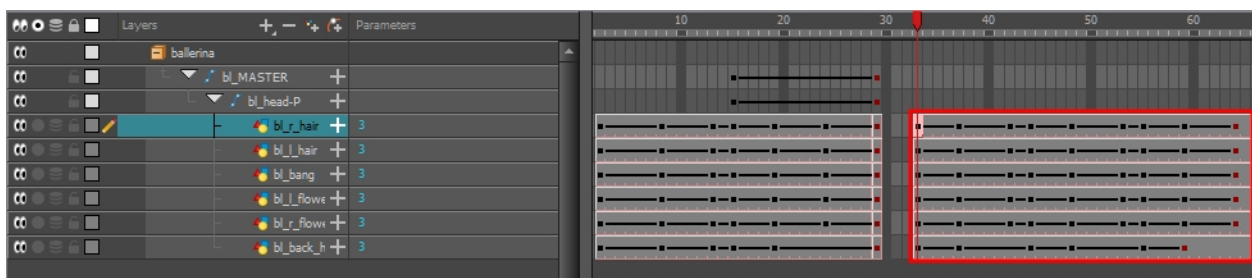 Layers Parameters 10 20 30 40 50 60
ballerina
bl_MASTER
bl_head-P
bl_r_hair 3
bl_l_hair 3
bl_bang 3
bl_l_flowe 3
bl_r_flowe 3
bl_back_h 3